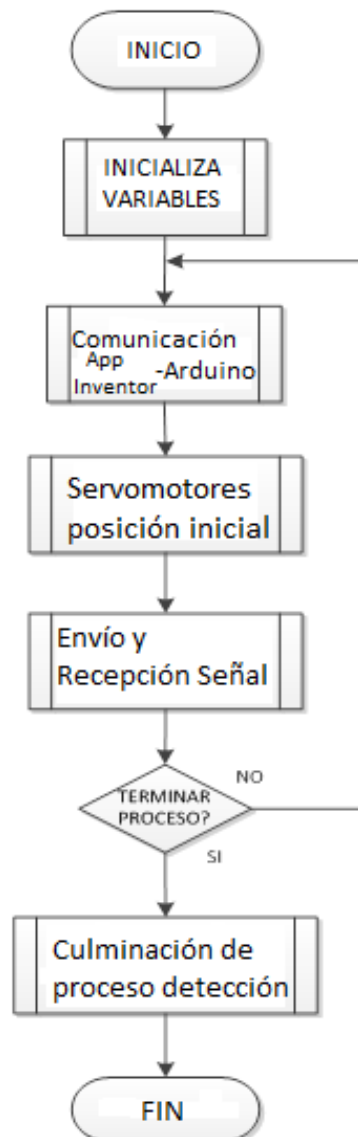 INICIO
INICIALIZA
VARIABLES
Comunicación
App
Inventor -Arduino
Servomotores
posición inicial
Envío y
Recepción Señal
NO
TERMINAR
PROCESO?
SI
Culminación de
proceso detección
FIN